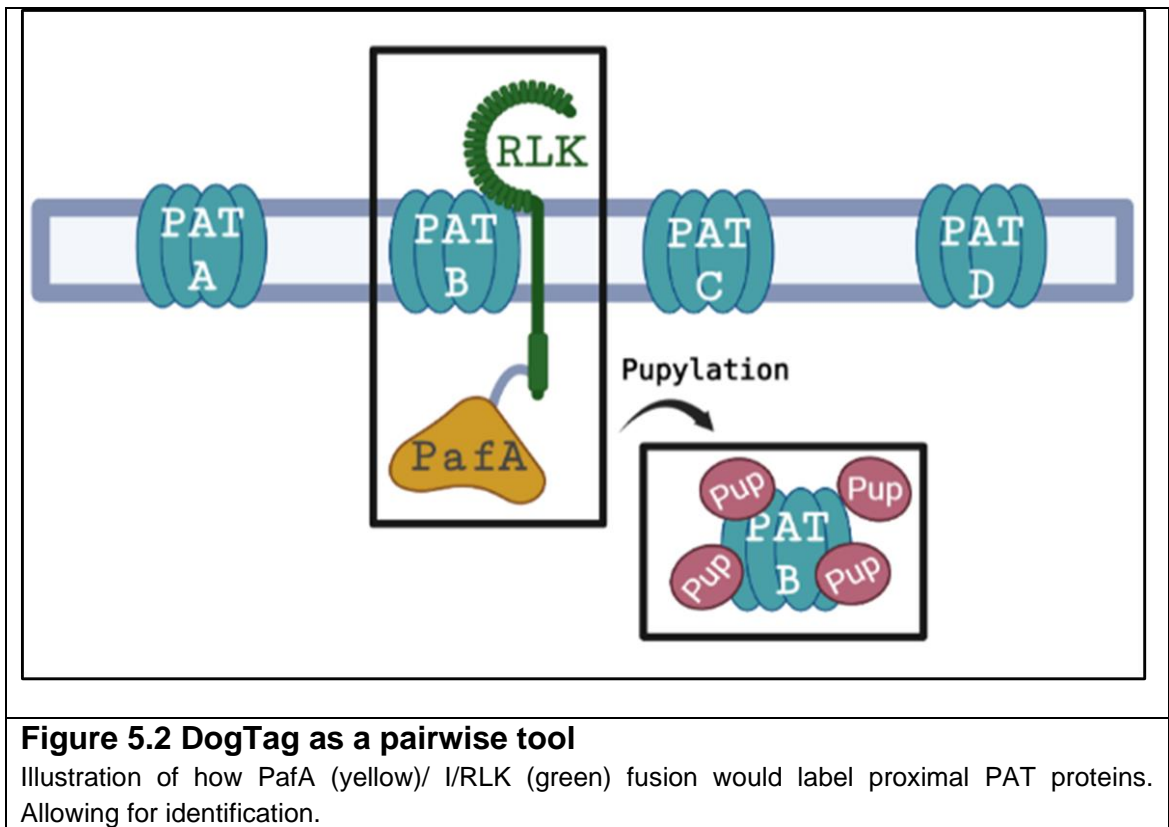 RLK
PAT
A
PAT
B
PAT
C
PAT
D
Pupylation
PafA
Pup
Pup
PAT
B
Pup
Pup
Figure 5.2 DogTag as a pairwise tool
Illustration of how PafA (yellow)/ I/RLK (green) fusion would label proximal PAT proteins.
Allowing for identification.